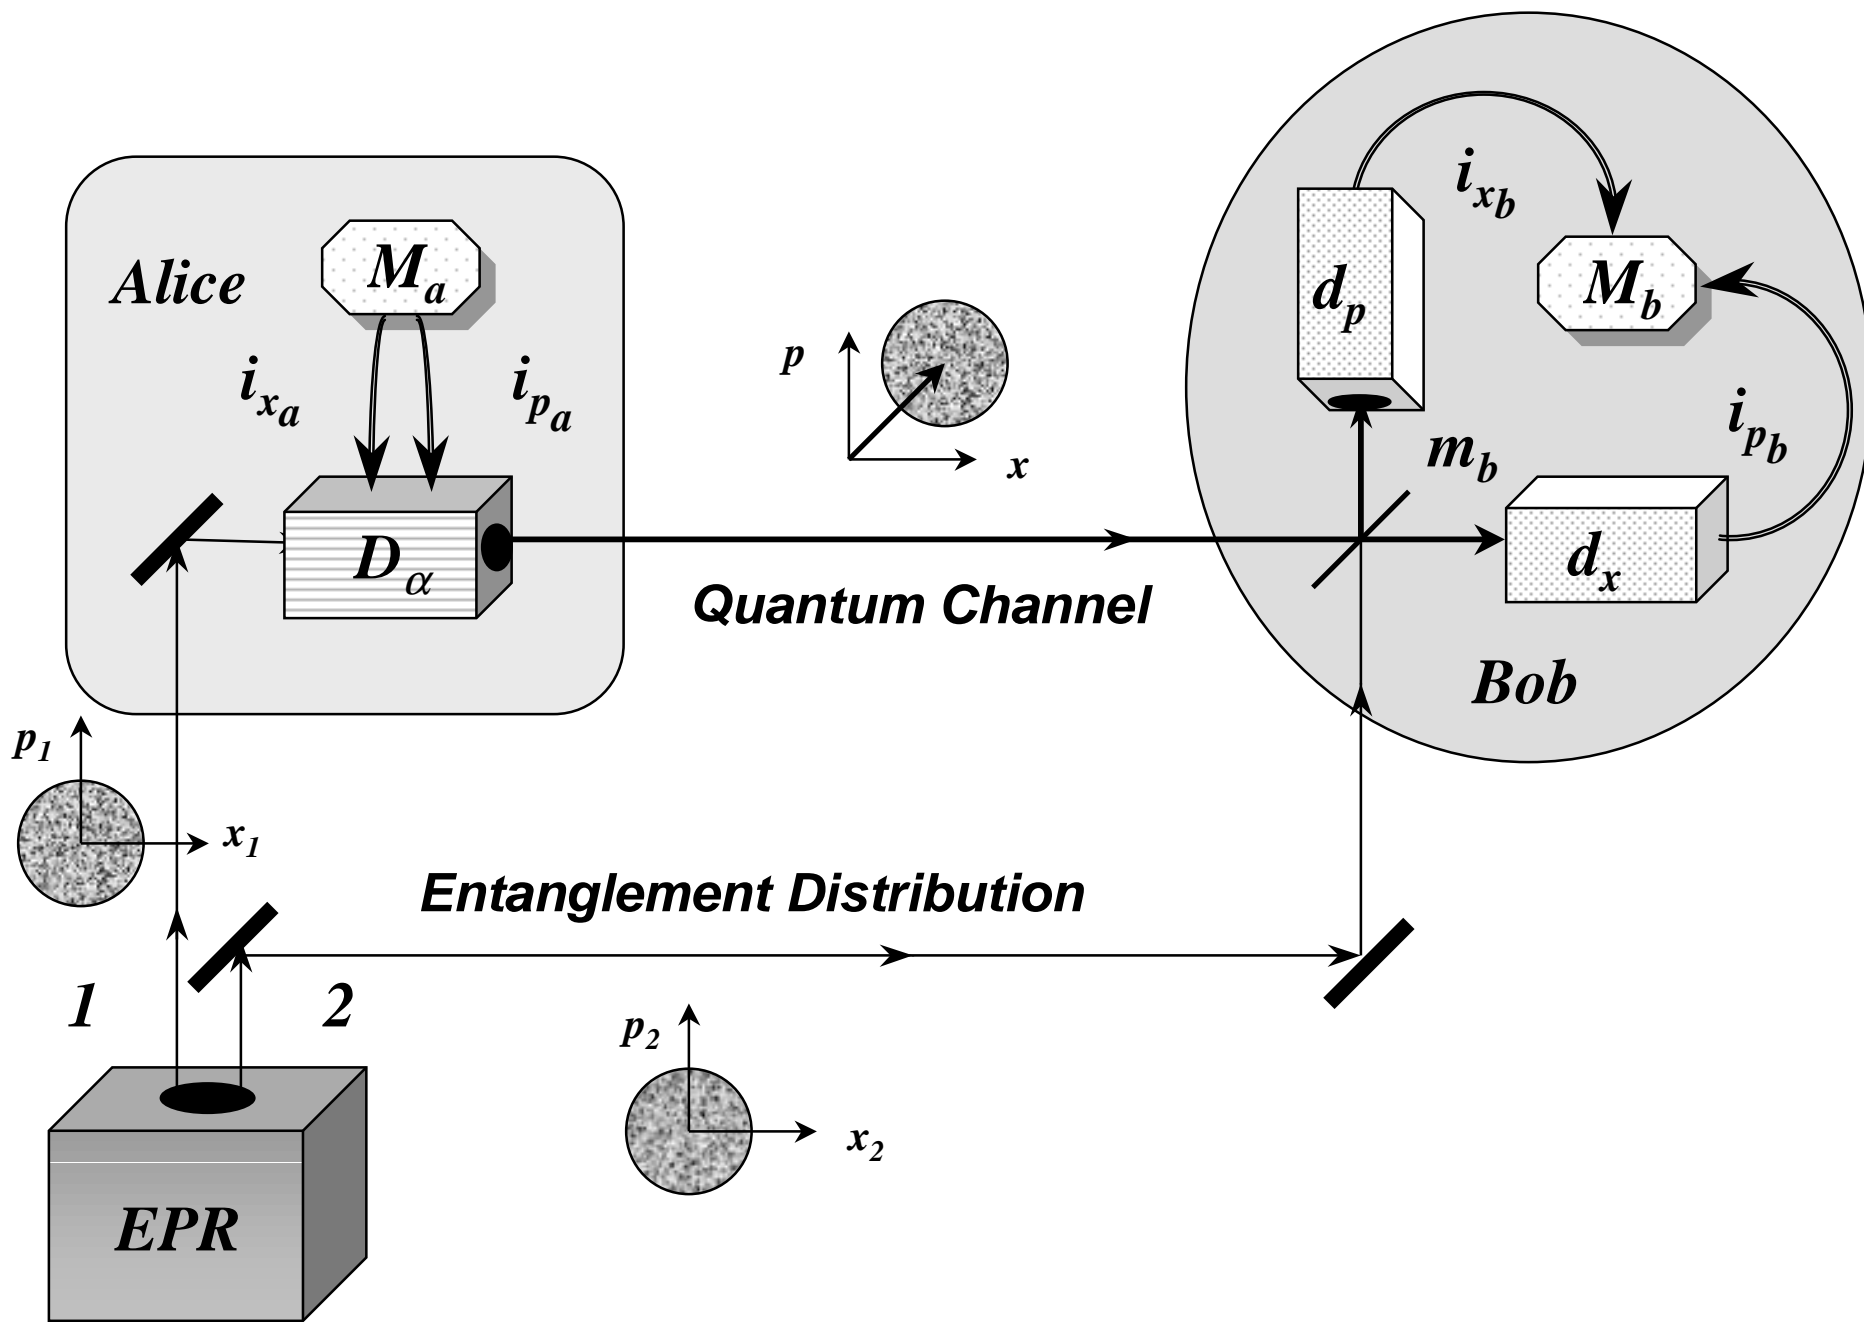 Alice
M_a
i_{x_a}
i_{p_a}
D_α
p
x
Quantum Channel
d_p
i_{x_b}
M_b
i_{p_b}
m_b
d_x
Bob
p_1
x_1
Entanglement Distribution
1
2
p_2
x_2
EPR